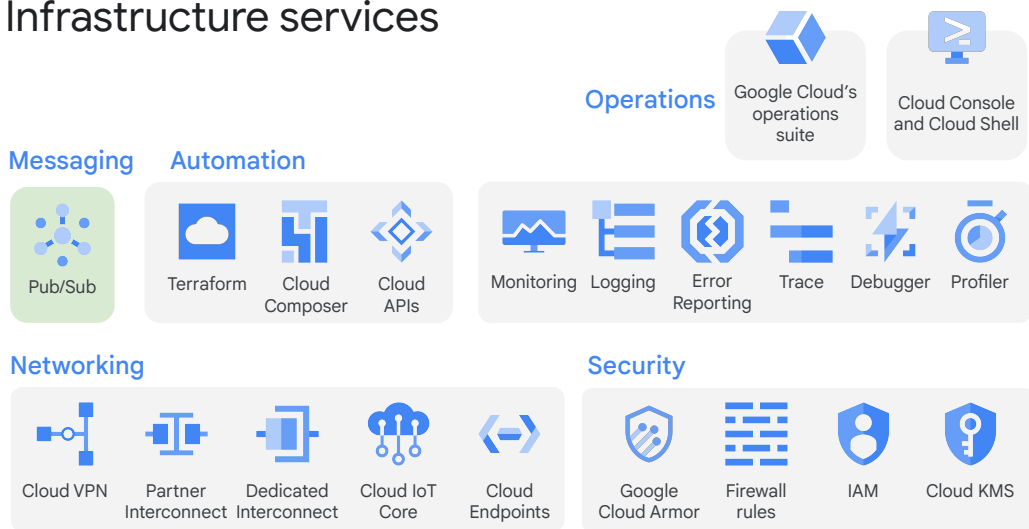 Infrastructure services
Operations
Google Cloud's
operations
suite
Cloud Console
and Cloud Shell
Messaging
Pub/Sub
Automation
Terraform
Cloud
Composer
Cloud
APIs
Monitoring
Logging
Error
Reporting
Trace
Debugger
Profiler
Networking
Cloud VPN
Partner
Interconnect
Dedicated
Interconnect
Cloud IoT
Core
Cloud
Endpoints
Security
Google
Cloud Armor
Firewall
rules
IAM
Cloud KMS